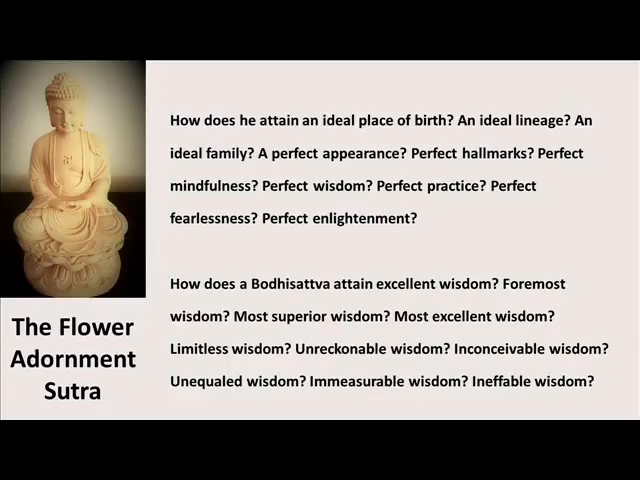 How does he attain an ideal place of birth? An ideal lineage? An
ideal family? A perfect appearance? Perfect hallmarks? Perfect
mindfulness? Perfect wisdom? Perfect practice? Perfect
fearlessness? Perfect enlightenment?
How does a Bodhisattva attain excellent wisdom? Foremost
wisdom? Most superior wisdom? Most excellent wisdom?
Limitless wisdom? Unreckonable wisdom? Inconceivable wisdom?
Unequaled wisdom? Immeasurable wisdom? Ineffable wisdom?
The Flower
Adornment
Sutra